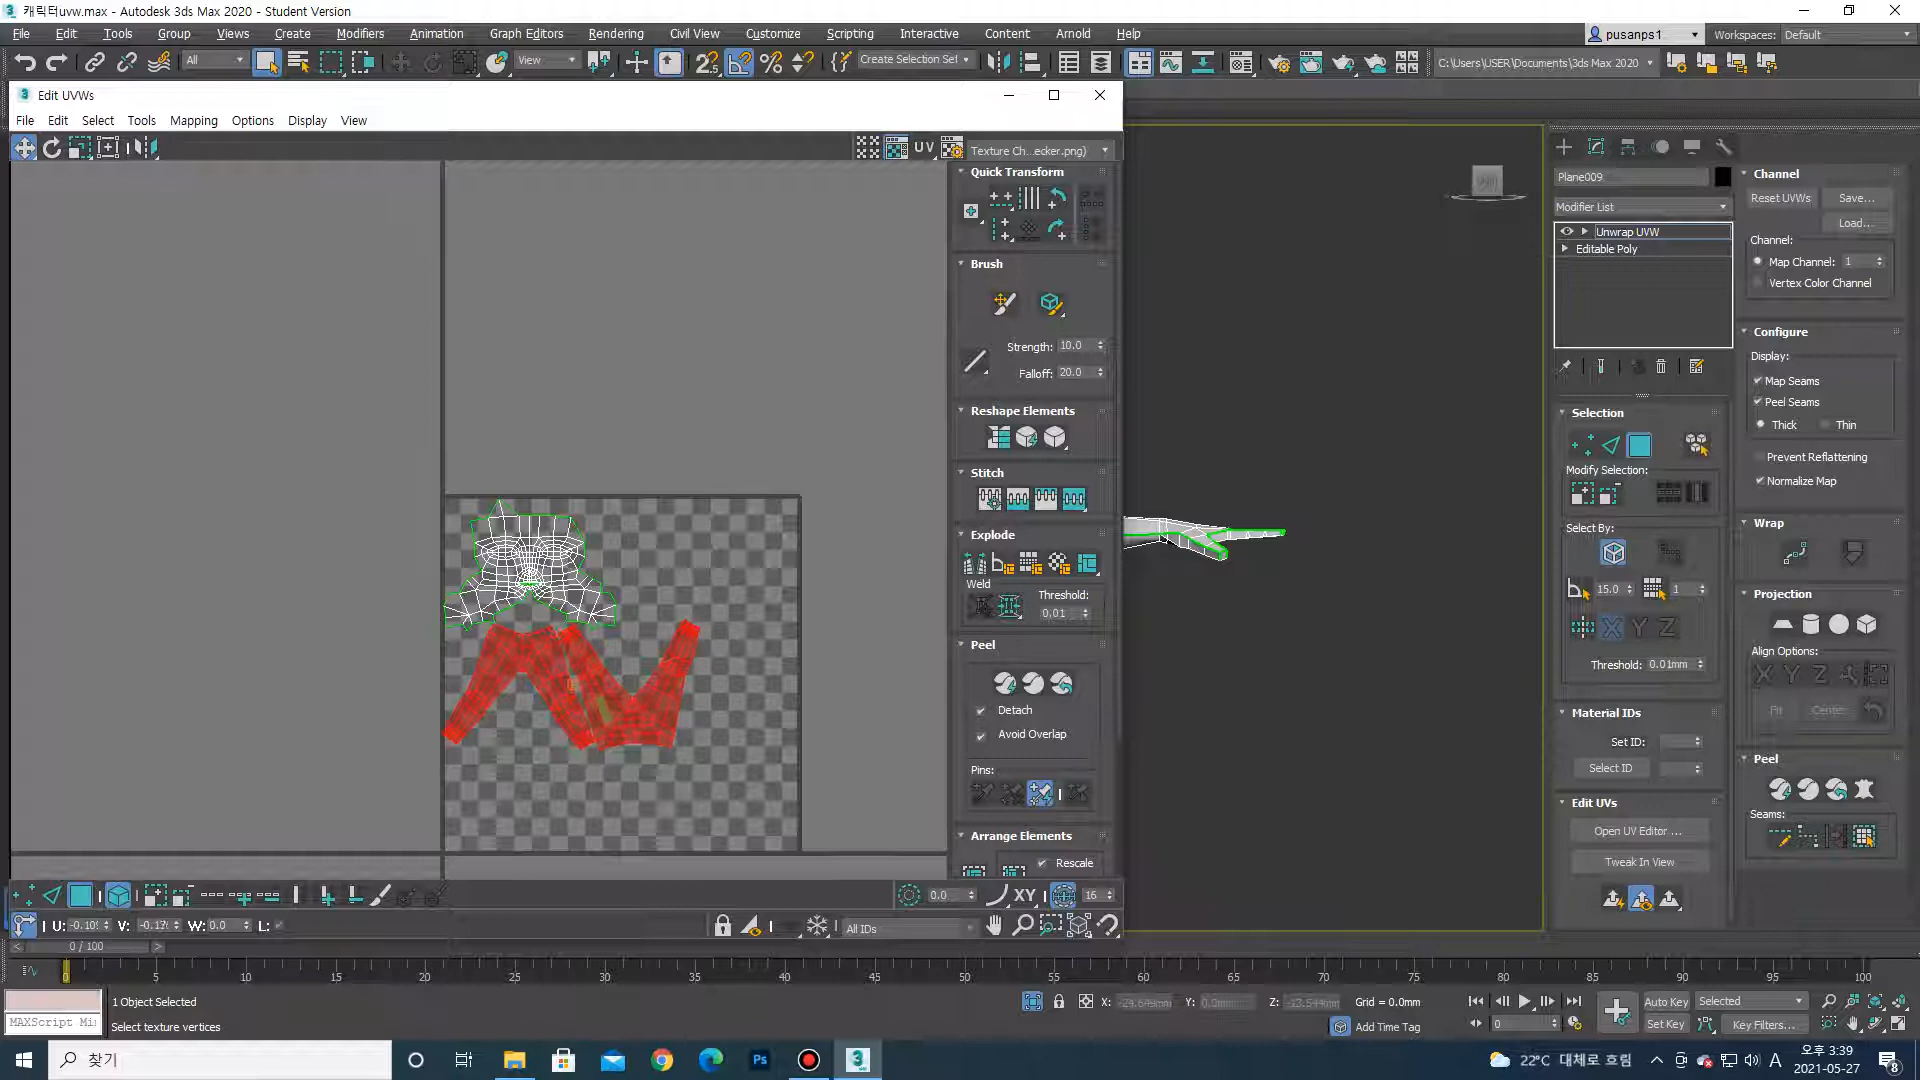 캐릭터uvw.max - Autodesk 3ds Max 2020 - Student Version
File Edit Tools Group Views Create Modifiers Animation Graph Editors Rendering Civil View Customize Scripting Interactive Content Arnold Help
pusanps1... Workspaces: Default
All View Create Selection Set C:\Users\USER\Documents\3ds Max 2020
Edit UVWs
File Edit Select Tools Mapping Options Display View
UV Texture Ch...ecker.png)
Quick Transform
Brush
Strength: 10.0
Falloff: 20.0
Reshape Elements
Stitch
Explode
Weld
Threshold:
0.01
Peel
Detach
Avoid Overlap
Pins:
Arrange Elements
Rescale
0.0 XY 16
U: V: W: 0.0 L:
All IDs
Plane009
Modifier List
Unwrap UVW
Editable Poly
Selection
Modify Selection:
Select By:
15.0 1
X Y Z
Threshold: 0.01mm
Material IDs
Set ID:
Select ID
Edit UVs
Open UV Editor ...
Tweak In View
Channel
Reset UVWs Save...
Load...
Channel:
Map Channel: 1
Vertex Color Channel
Configure
Display:
Map Seams
Peel Seams
Thick Thin
Prevent Reflattening
Normalize Map
Wrap
Projection
Align Options:
X Y Z
Fit Center
Peel
Seams:
0 / 100
0 5 10 15 20 25 30 35 40 45 50 55 60 65 70 75 80 85 90 95 100
1 Object Selected
MAXScript Mi
Select texture vertices
X: Y: 0.0mm Z: Grid = 0.0mm
Add Time Tag
0
Auto Key Selected
Set Key Key Filters...
찾기
Ps
3
22°C 대체로 흐림 A
오후 3:39
2021-05-27
8